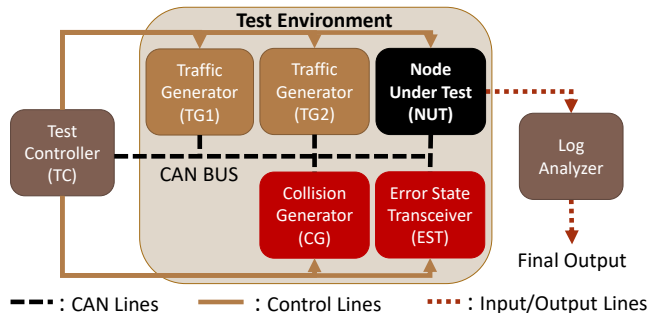 Test Environment
Traffic
Generator
(TG1)
Traffic
Generator
(TG2)
Node
Under Test
(NUT)
Test
Controller
(TC)
CAN BUS
Log
Analyzer
Collision
Generator
(CG)
Error State
Transceiver
(EST)
Final Output
: CAN Lines
: Control Lines
: Input/Output Lines